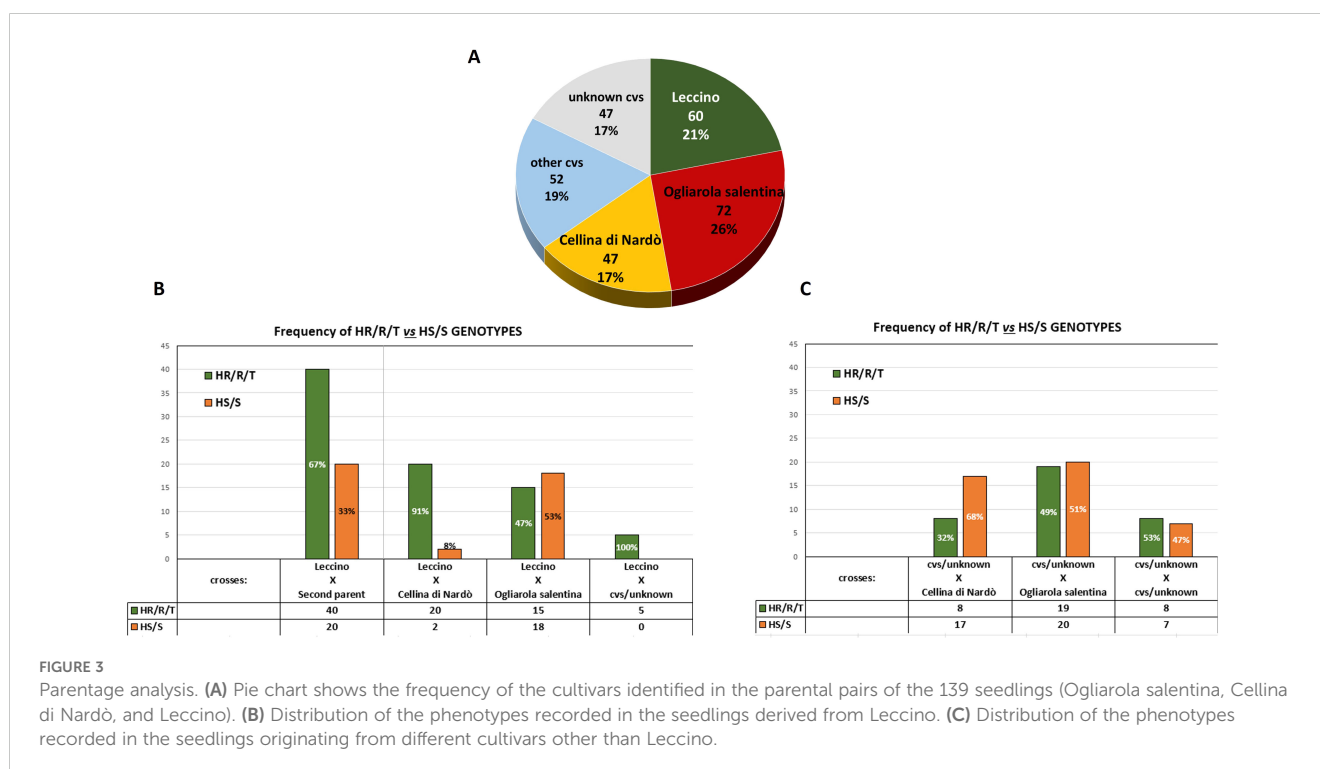 A
unknown cvs
47
17%
Leccino
60
21%
other cvs
52
19%
Ogliarola salentina
72
26%
Cellina di Nardò
47
17%
B
Frequency of HR/R/T vs HS/S GENOTYPES
45
40
35
30
25
20
15
10
5
0
HR/R/T
HS/S
67%
33%
91%
8%
47%
53%
100%
crosses:
Leccino
X
Second parent
Leccino
X
Cellina di Nardò
Leccino
X
Ogliarola salentina
Leccino
X
cvs/unknown
HR/R/T 40 20 15 5
HS/S 20 2 18 0
C
Frequency of HR/R/T vs HS/S GENOTYPES
45
40
35
30
25
20
15
10
5
0
HR/R/T
HS/S
32%
68%
49%
51%
53%
47%
crosses:
cvs/unknown
X
Cellina di Nardò
cvs/unknown
X
Ogliarola salentina
cvs/unknown
X
cvs/unknown
HR/R/T 8 19 8
HS/S 17 20 7
FIGURE 3
Parentage analysis. (A) Pie chart shows the frequency of the cultivars identified in the parental pairs of the 139 seedlings (Ogliarola salentina, Cellina
di Nardò, and Leccino). (B) Distribution of the phenotypes recorded in the seedlings derived from Leccino. (C) Distribution of the phenotypes
recorded in the seedlings originating from different cultivars other than Leccino.